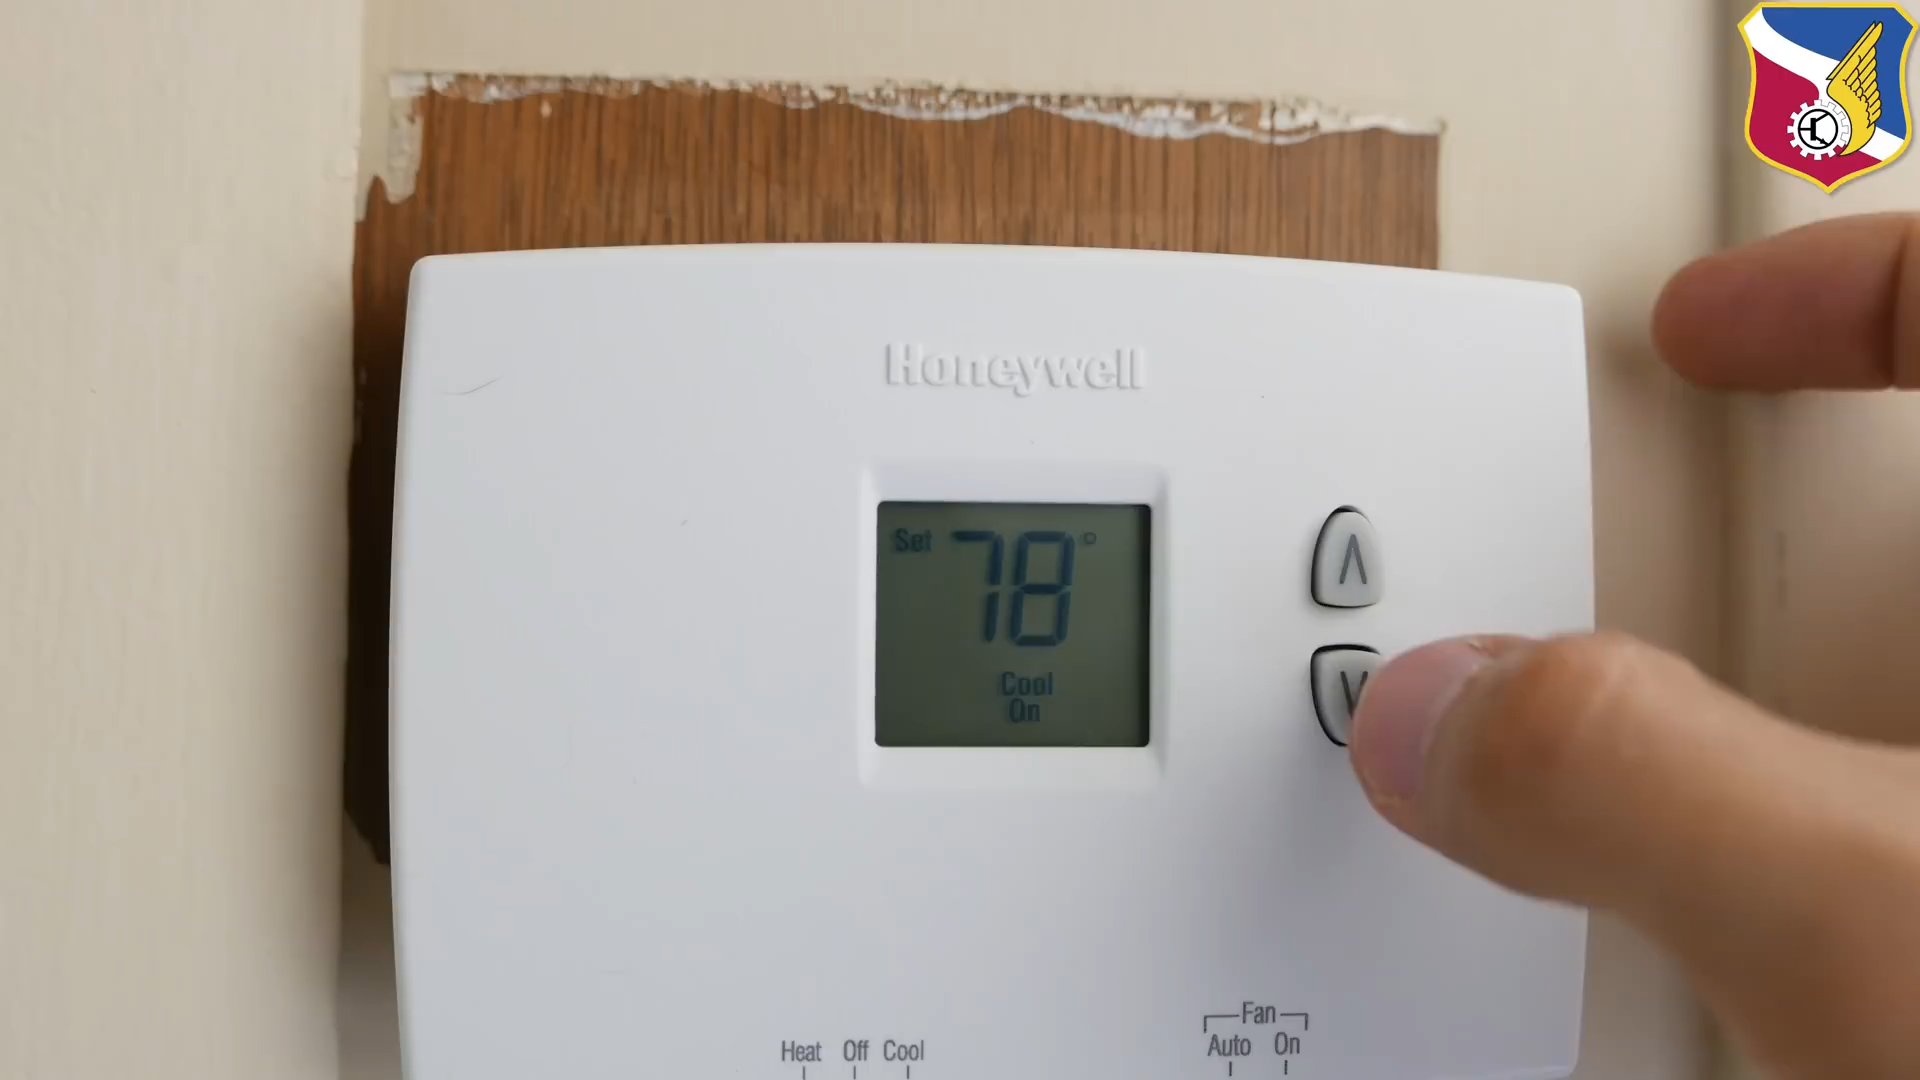 Honeywell
Set 78°
Cool
On
Fan
Auto On
Heat Off Cool